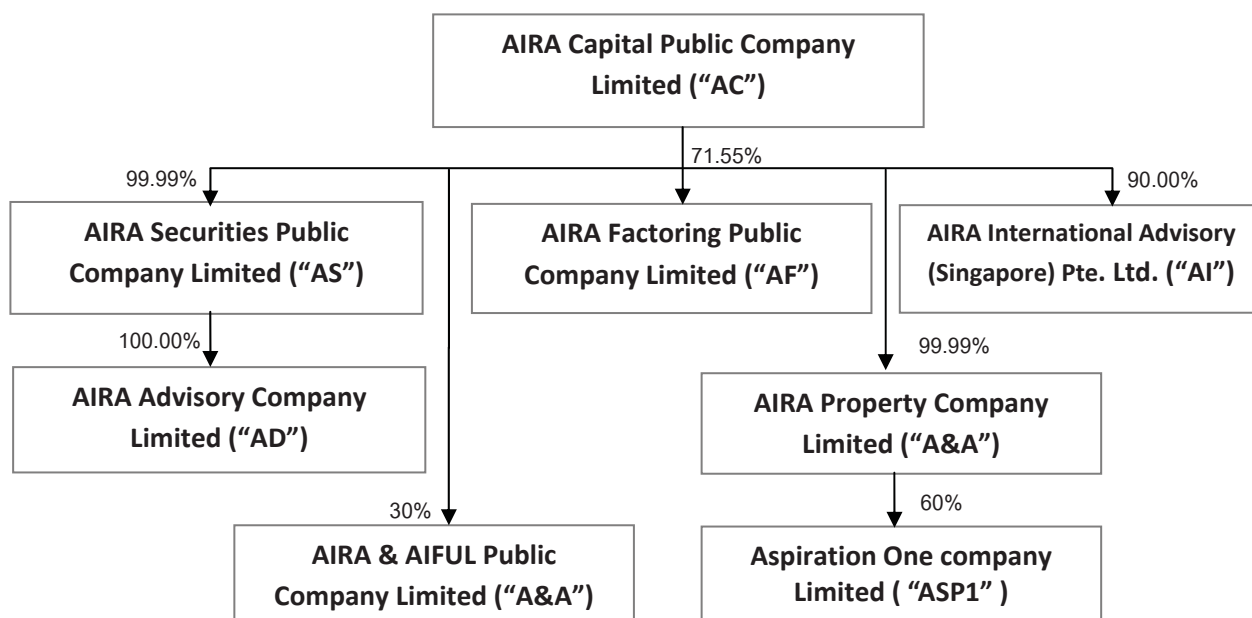 AIRA Capital Public Company
Limited (“AC”)
71.55%
99.99%
90.00%
AIRA Securities Public
Company Limited (“AS”)
AIRA Factoring Public
Company Limited (“AF”)
AIRA International Advisory
(Singapore) Pte. Ltd. (“AI”)
100.00%
99.99%
AIRA Advisory Company
Limited (“AD”)
AIRA Property Company
Limited (“A&A”)
30%
60%
AIRA & AIFUL Public
Company Limited (“A&A”)
Aspiration One company
Limited ( “ASP1” )